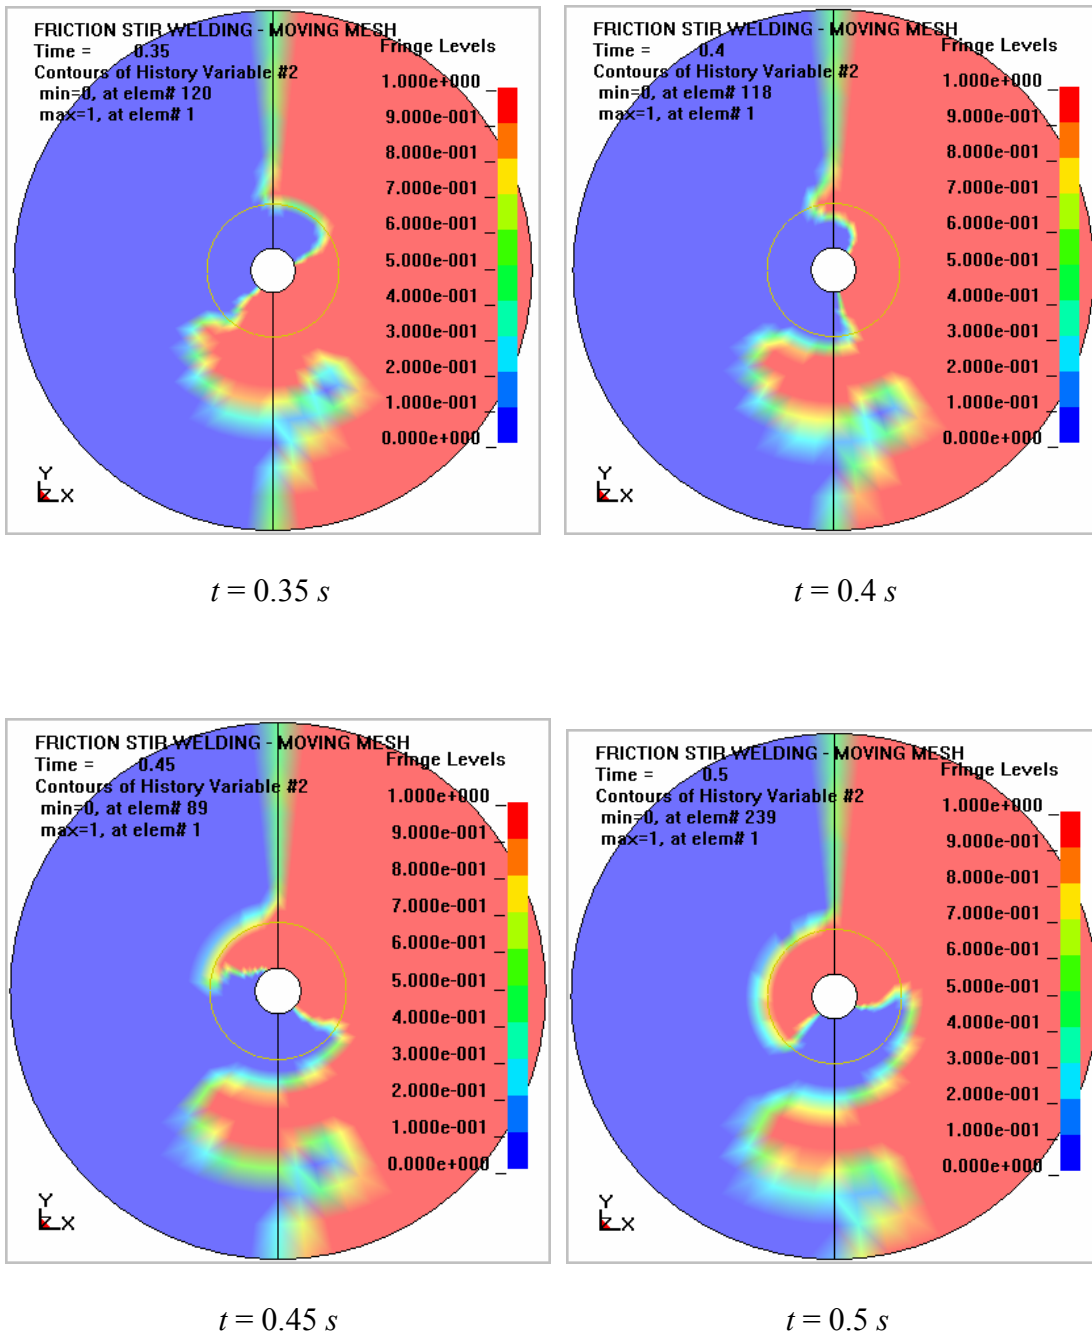 FRICTION STIR WELDING - MOVING MESH
Time = 0.35
Contours of History Variable #2
min=0, at elem# 120
max=1, at elem# 1
Fringe Levels
1.000e+000
9.000e-001
8.000e-001
7.000e-001
6.000e-001
5.000e-001
4.000e-001
3.000e-001
2.000e-001
1.000e-001
0.000e+000
Y
Z X
t = 0.35 s
FRICTION STIR WELDING - MOVING MESH
Time = 0.4
Contours of History Variable #2
min=0, at elem# 118
max=1, at elem# 1
Fringe Levels
1.000e+000
9.000e-001
8.000e-001
7.000e-001
6.000e-001
5.000e-001
4.000e-001
3.000e-001
2.000e-001
1.000e-001
0.000e+000
Y
Z X
t = 0.4 s
FRICTION STIR WELDING - MOVING MESH
Time = 0.45
Contours of History Variable #2
min=0, at elem# 89
max=1, at elem# 1
Fringe Levels
1.000e+000
9.000e-001
8.000e-001
7.000e-001
6.000e-001
5.000e-001
4.000e-001
3.000e-001
2.000e-001
1.000e-001
0.000e+000
Y
Z X
t = 0.45 s
FRICTION STIR WELDING - MOVING MESH
Time = 0.5
Contours of History Variable #2
min=0, at elem# 239
max=1, at elem# 1
Fringe Levels
1.000e+000
9.000e-001
8.000e-001
7.000e-001
6.000e-001
5.000e-001
4.000e-001
3.000e-001
2.000e-001
1.000e-001
0.000e+000
Y
Z X
t = 0.5 s